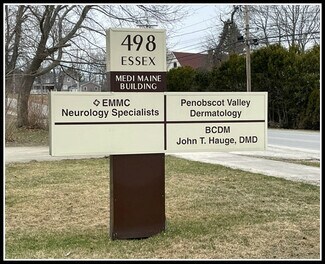 498
ESSEX
MEDI MAINE
BUILDING
EMMC
Neurology Specialists
Penobscot Valley
Dermatology
BCDM
John T. Hauge, DMD